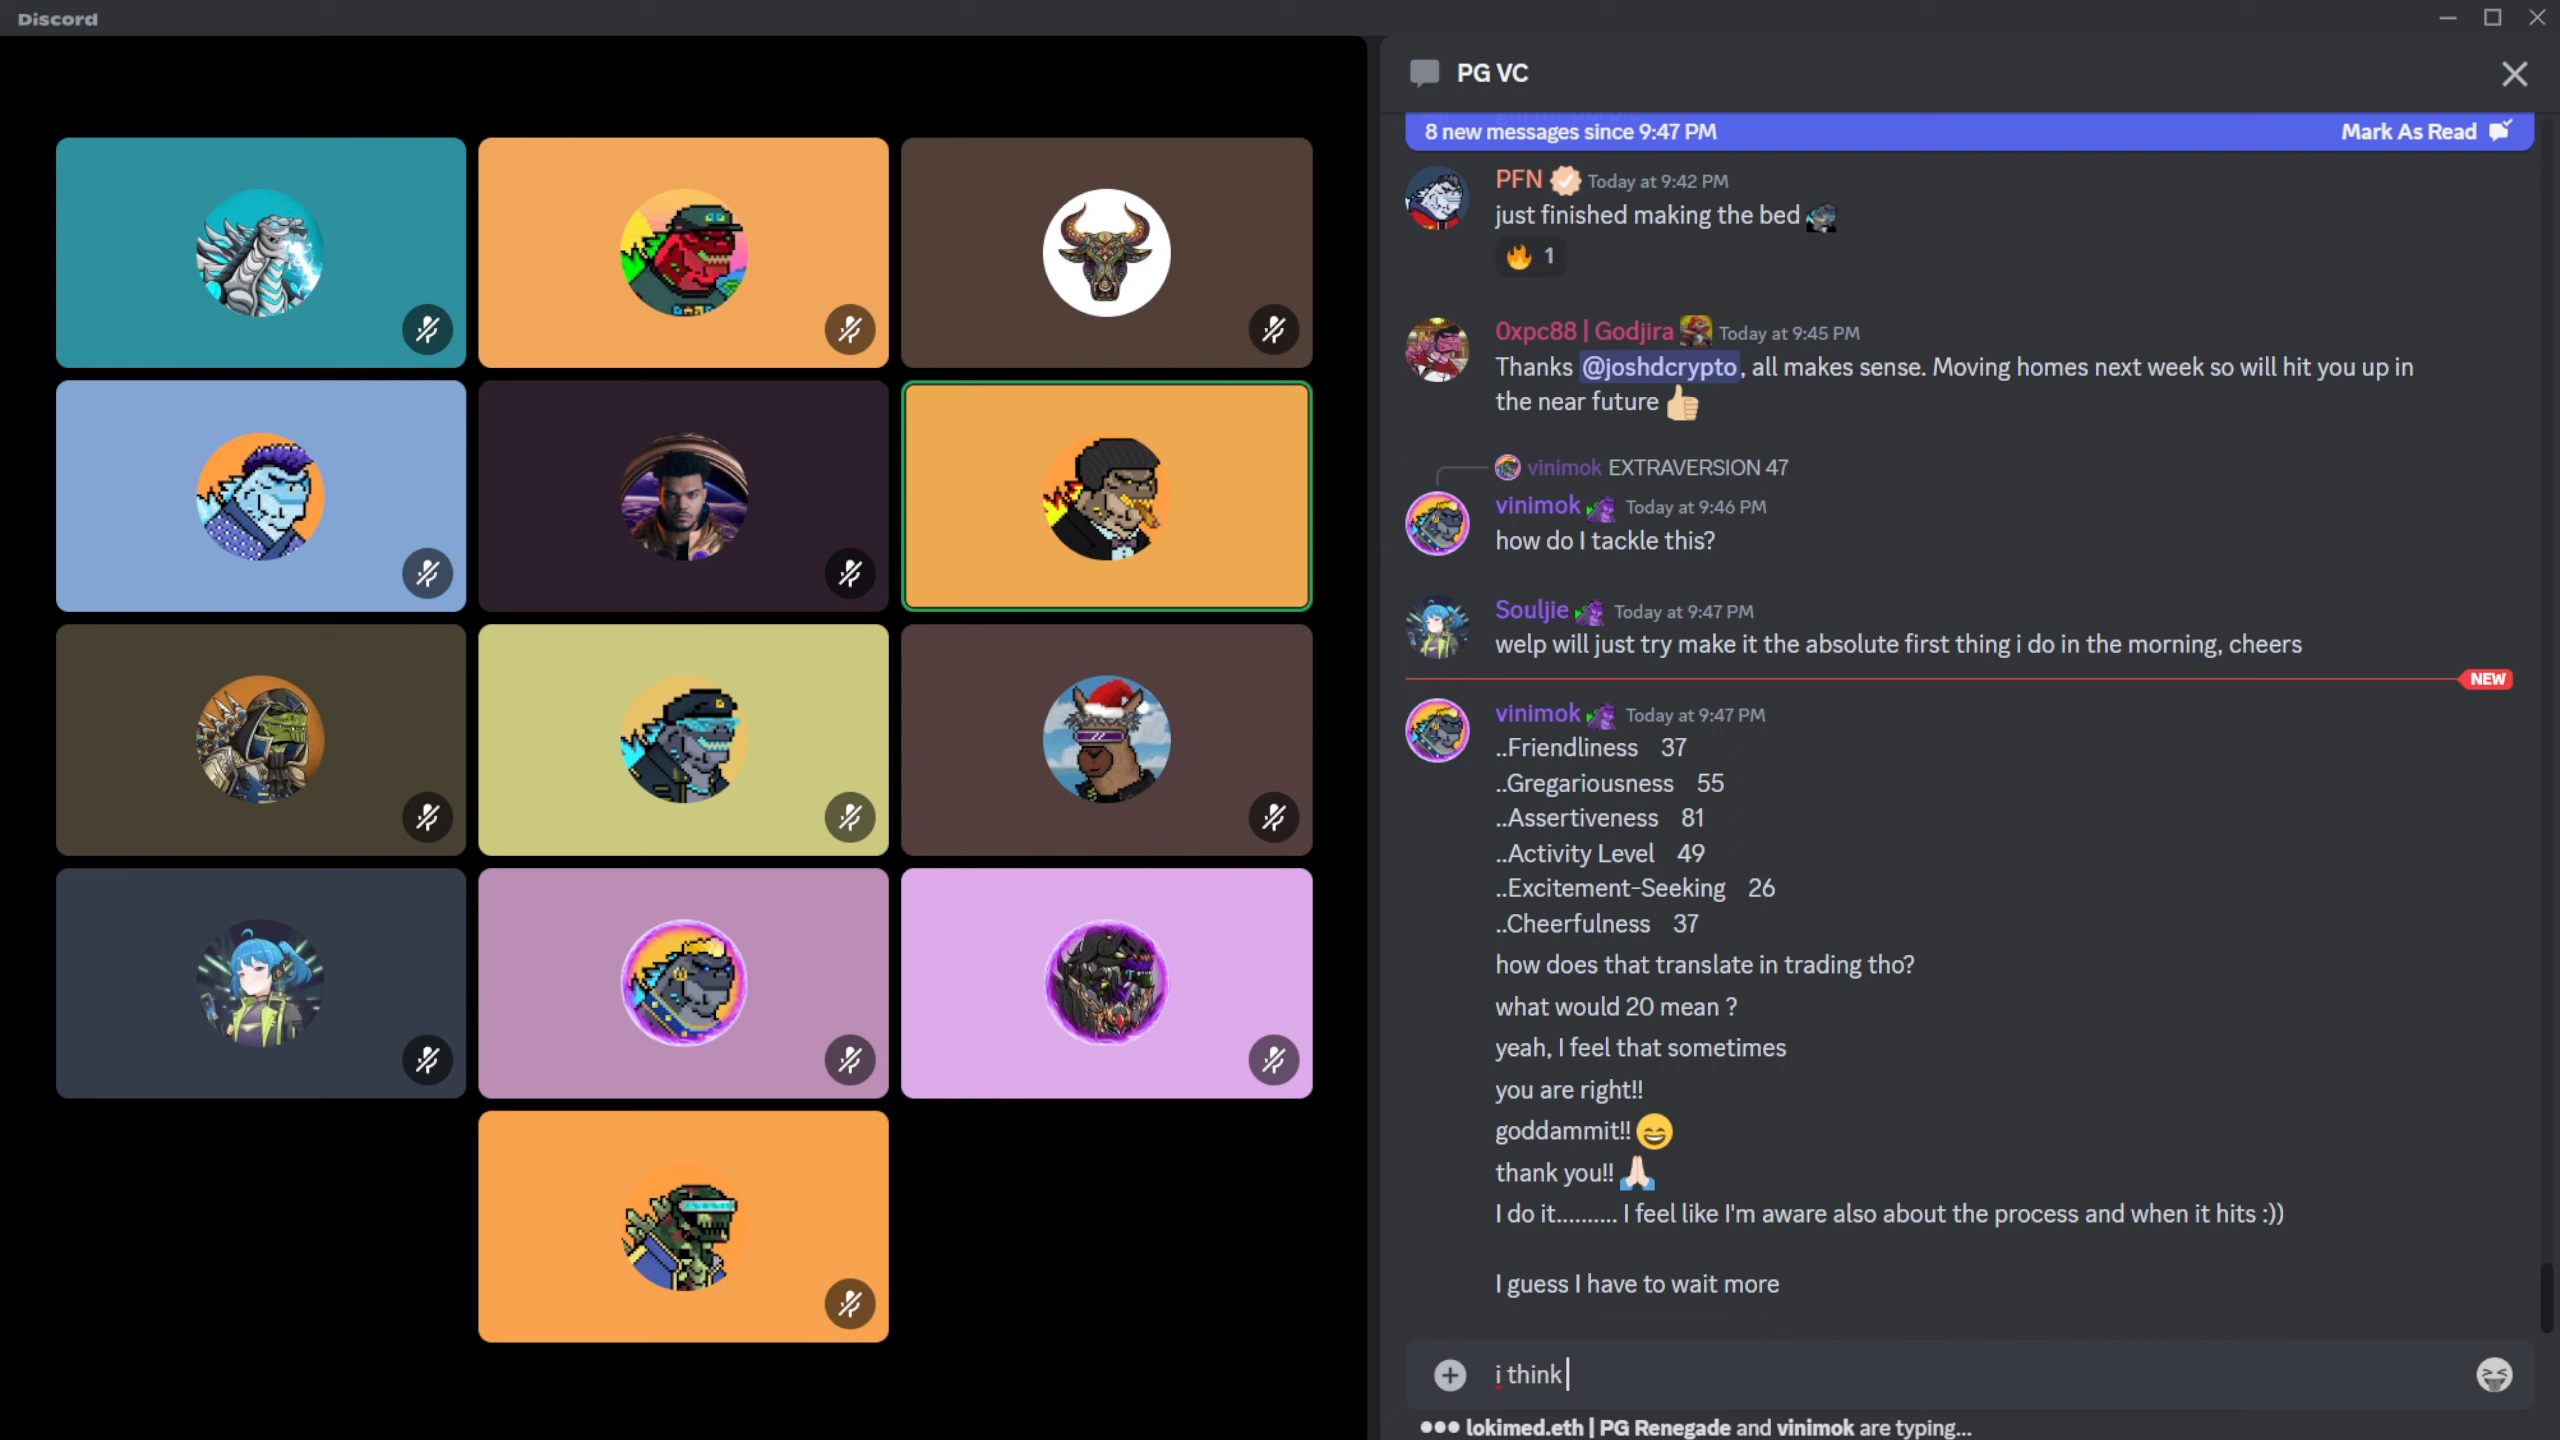 Discord
PG VC
8 new messages since 9:47 PM
Mark As Read
PFN Today at 9:42 PM
just finished making the bed
🔥 1
0xpc88 | Godjira Today at 9:45 PM
Thanks @joshdcrypto, all makes sense. Moving homes next week so will hit you up in
the near future 👍
vinimok EXTRAVERSION 47
vinimok Today at 9:46 PM
how do I tackle this?
Souljie Today at 9:47 PM
welp will just try make it the absolute first thing i do in the morning, cheers
NEW
vinimok Today at 9:47 PM
..Friendliness 37
..Gregariousness 55
..Assertiveness 81
..Activity Level 49
..Excitement-Seeking 26
..Cheerfulness 37
how does that translate in trading tho?
what would 20 mean ?
yeah, I feel that sometimes
you are right!!
goddammit!! 😄
thank you!! 🙏🏻
I do it.......... I feel like I'm aware also about the process and when it hits :))
I guess I have to wait more
i think
lokimed.eth | PG Renegade and vinimok are typing...